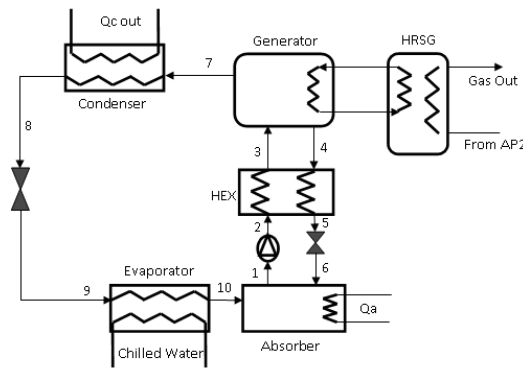 Qc out
Generator
HRSG
7
Gas Out
Condenser
8
3
4
From AP2
HEX
2
5
1
6
Evaporator
9
10
Qa
Chilled Water
Absorber